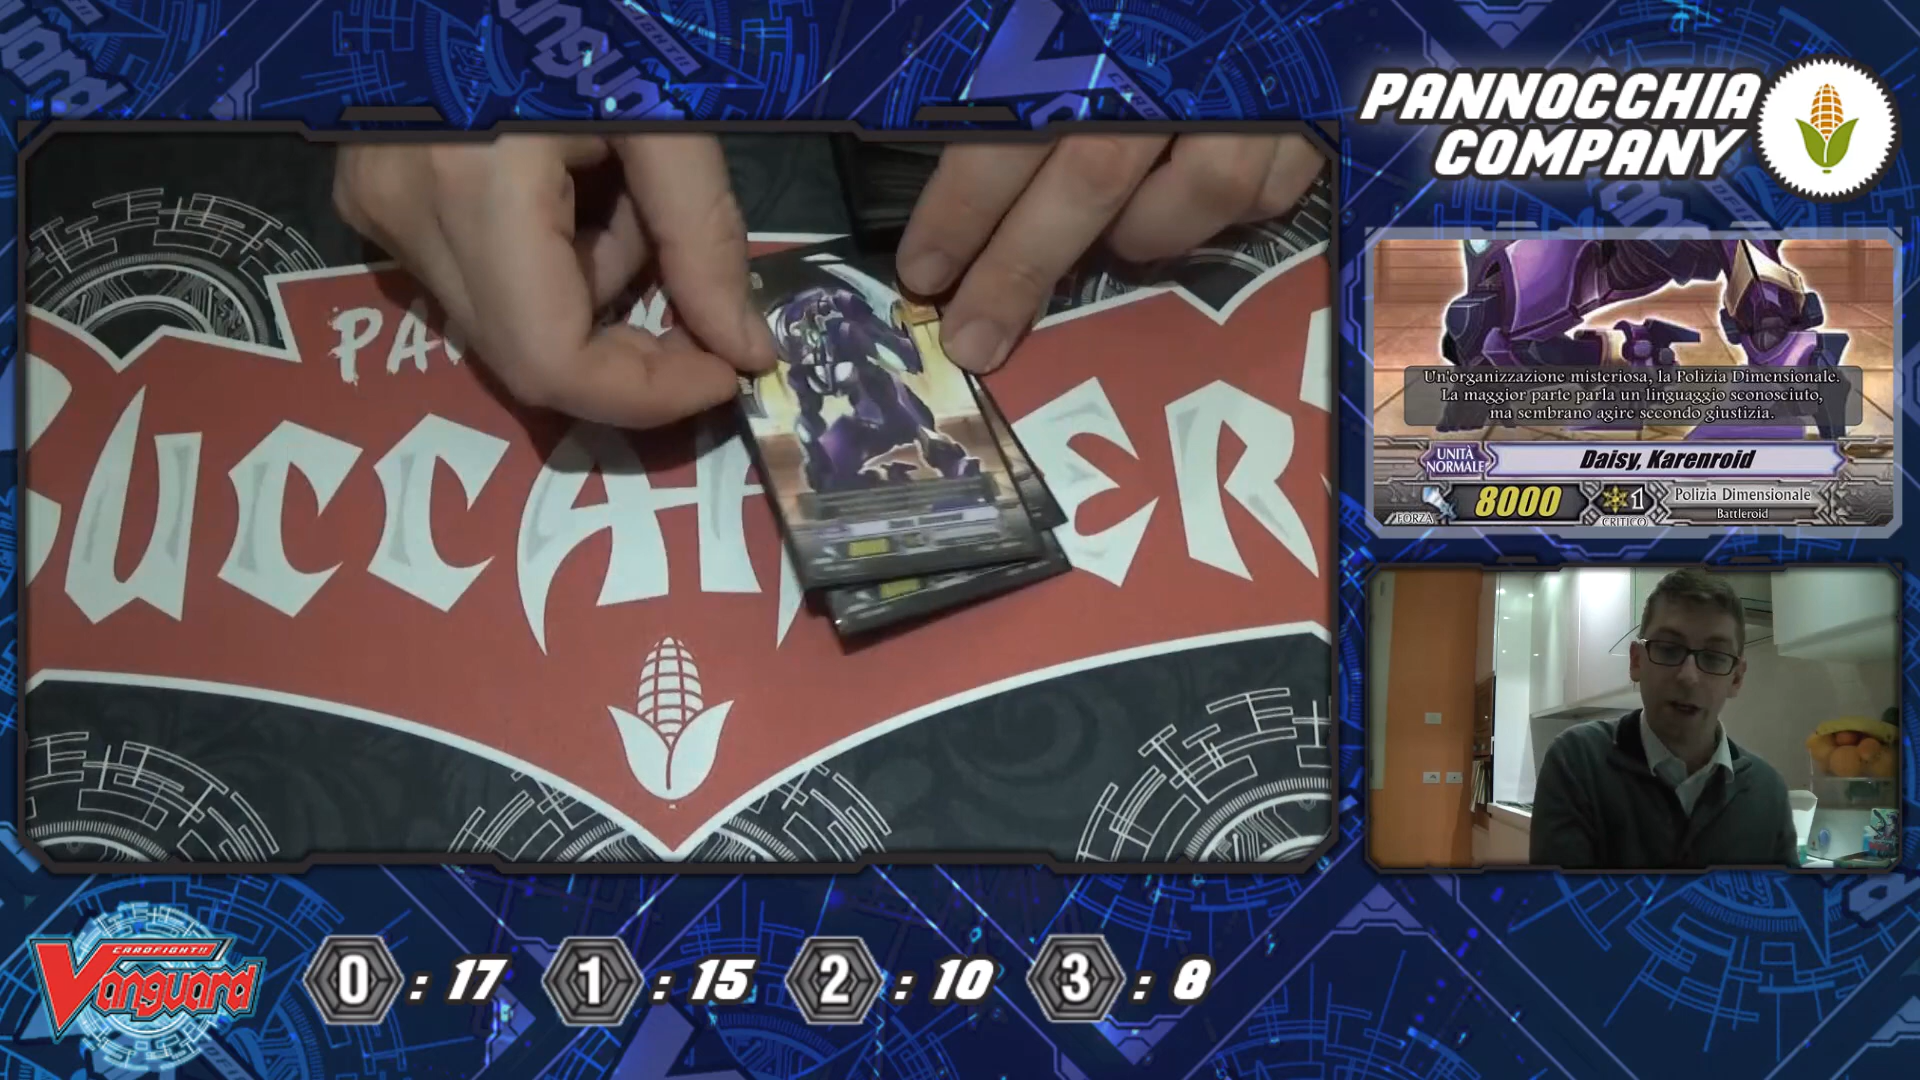 PANNOCCHIA
COMPANY
PA
BUCCANEER
Un'organizzazione misteriosa, la Polizia Dimensionale.
La maggior parte parla un linguaggio sconosciuto,
ma sembrano agire secondo giustizia.
UNITÀ
NORMALE
Daisy, Karenroid
FORZA
8000
1
CRITICO
Polizia Dimensionale
Battleroid
CARDFIGHT!!
Vanguard
0 : 17
1 : 15
2 : 10
3 : 8